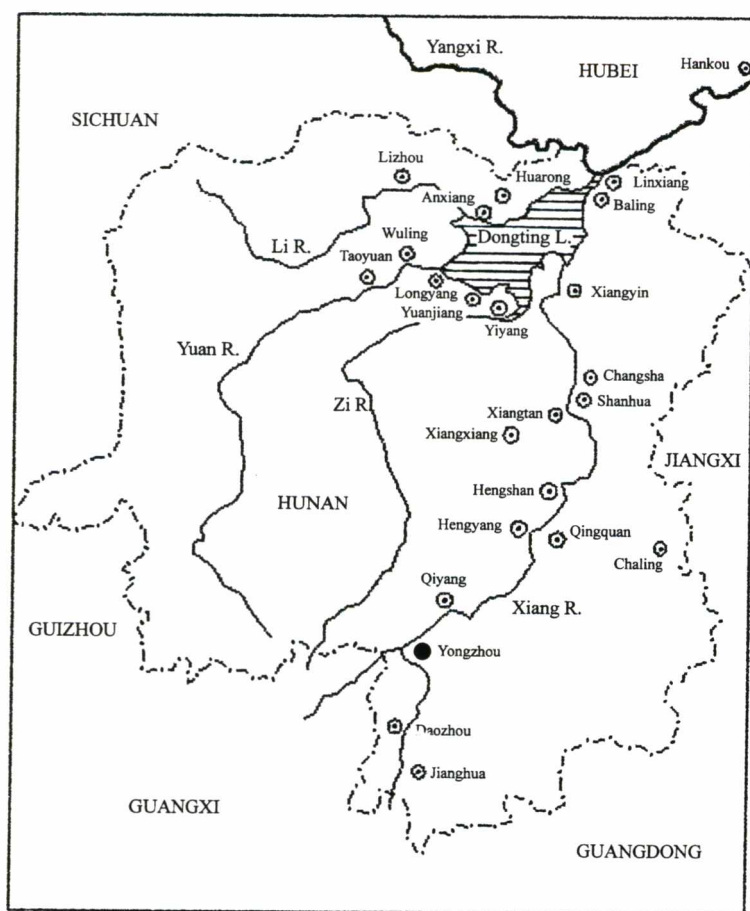 Yangxi R.
HUBEI
Hankou
SICHUAN
Lizhou
Huarong
Linxiang
Anxiang
Baling
Li R.
Wuling
Dongting L.
Taoyuan
Longyang
Xiangyin
Yuanjiang
Yiyang
Yuan R.
Zi R.
Changsha
Shanhua
Xiangtan
Xiangxiang
JIANGXI
Hengshan
HUNAN
Hengyang
Qingquan
Chaling
Qiyang
Xiang R.
GUIZHOU
Yongzhou
Daozhou
Jianghua
GUANGXI
GUANGDONG